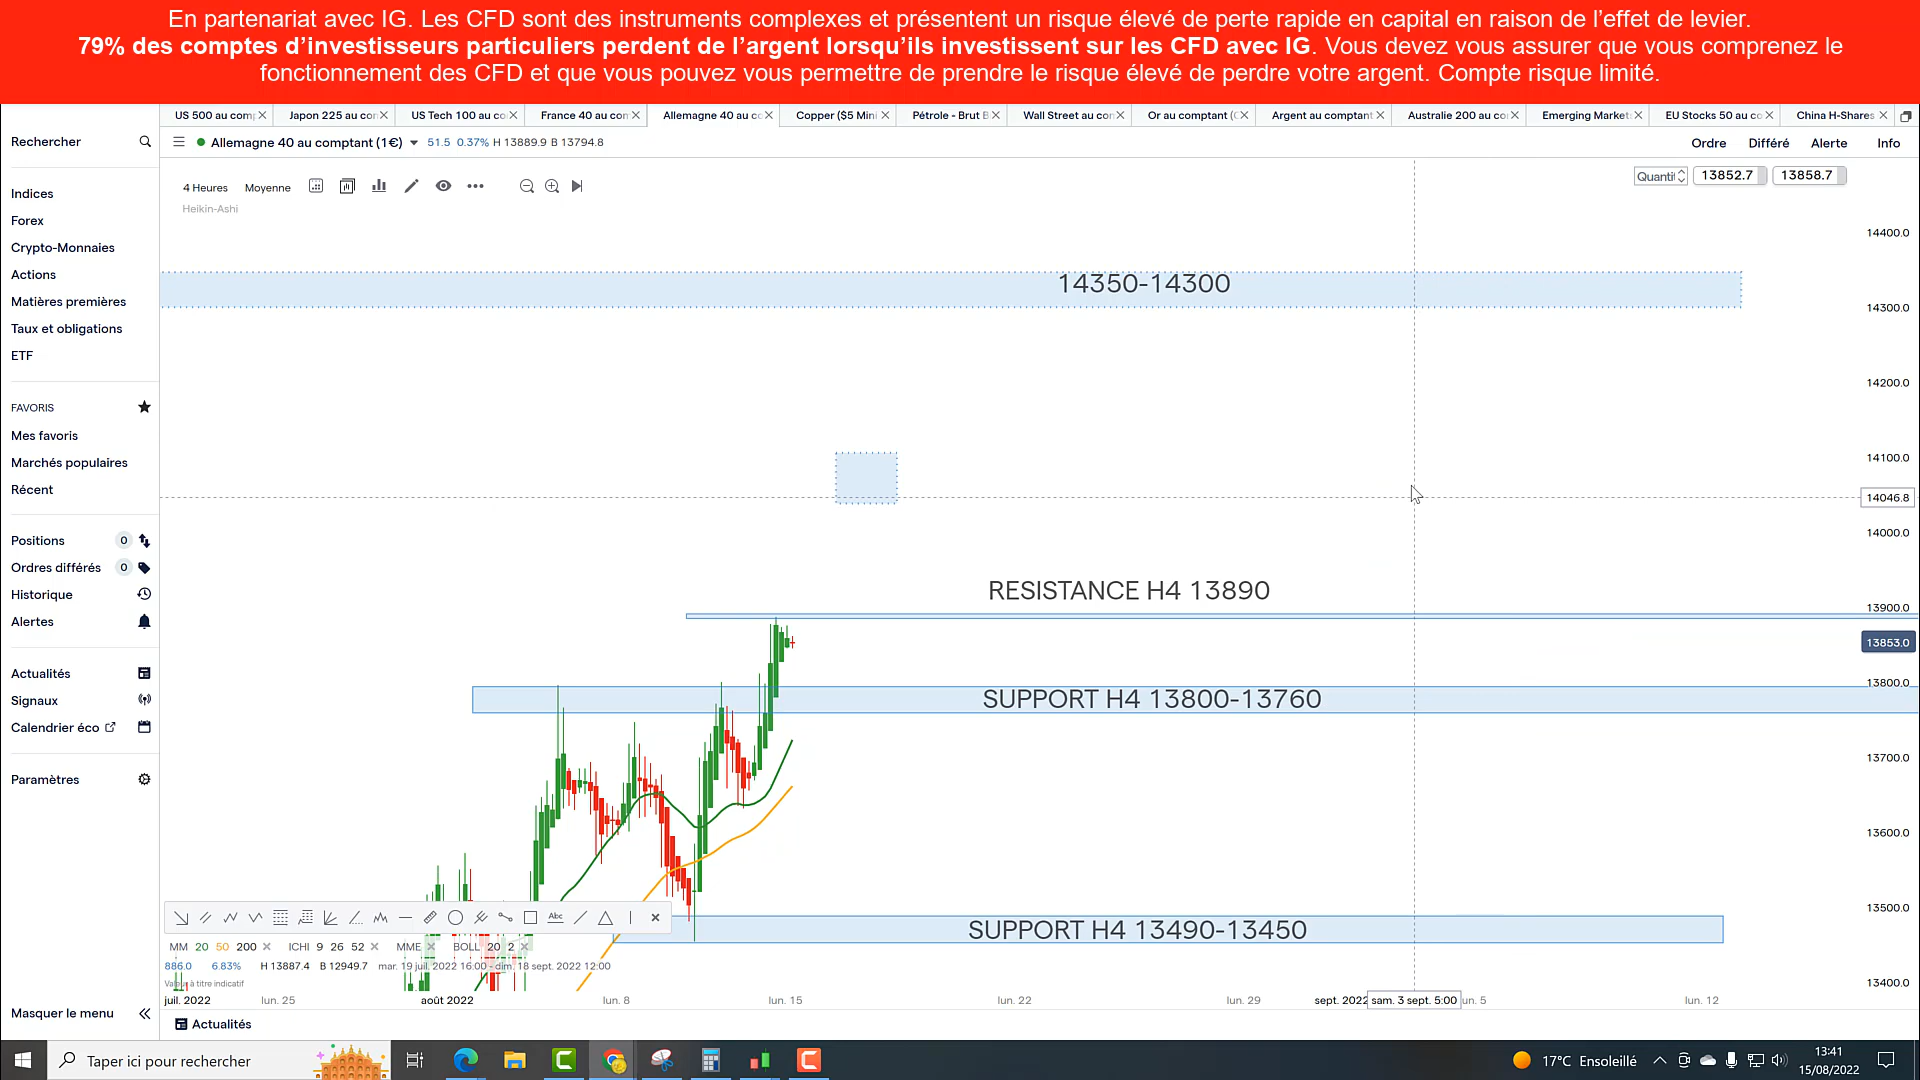 En partenariat avec IG. Les CFD sont des instruments complexes et présentent un risque élevé de perte rapide en capital en raison de l’effet de levier.
79% des comptes d’investisseurs particuliers perdent de l’argent lorsqu’ils investissent sur les CFD avec IG. Vous devez vous assurer que vous comprenez le
fonctionnement des CFD et que vous pouvez vous permettre de prendre le risque élevé de perdre votre argent. Compte risque limité.
US 500 au com
Japon 225 au con
US Tech 100 au co
France 40 au con
Allemagne 40 au c
Copper ($5 Mini
Pétrole - Brut B
Wall Street au con
Or au comptant (
Argent au comptant
Australie 200 au co
Emerging Market
EU Stocks 50 au co
China H-Shares
Rechercher
Allemagne 40 au comptant (1€) 51.5 0.37% H 13889.9 B 13794.8
Ordre Différé Alerte Info
4 Heures Moyenne
Quanti 13852.7 13858.7
Heikin-Ashi
Indices
Forex
Crypto-Monnaies
Actions
Matières premières
Taux et obligations
ETF
FAVORIS
Mes favoris
Marchés populaires
Récent
Positions 0
Ordres différés 0
Historique
Alertes
Actualités
Signaux
Calendrier éco
Paramètres
Masquer le menu
14350-14300
RESISTANCE H4 13890
SUPPORT H4 13800-13760
SUPPORT H4 13490-13450
14400.0
14300.0
14200.0
14100.0
14046.8
14000.0
13900.0
13853.0
13800.0
13700.0
13600.0
13500.0
13400.0
Abc
MM 20 50 200 ICHI 9 26 52 MME BOLL 20 2
886.0 6.83% H 13887.4 B 12949.7 mar. 19 juil. 2022 16:00 - dim. 18 sept. 2022 12:00
Valeur à titre indicatif
juil. 2022 lun. 25 août 2022 lun. 8 lun. 15 lun. 22 lun. 29 sept. 2022 sam. 3 sept. 5:00 un. 5 lun. 12
Actualités
Taper ici pour rechercher
17°C Ensoleillé
13:41
15/08/2022